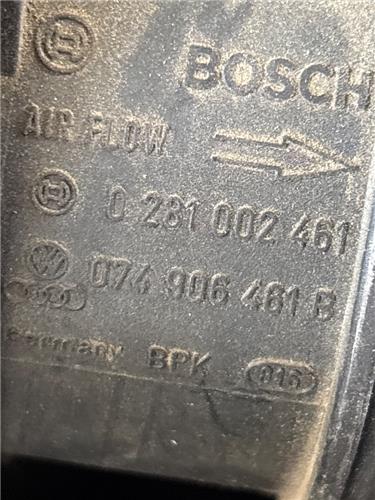 BOSCH
AIR FLOW
0 281 002 461
074 906 461 B
Germany BPK 016